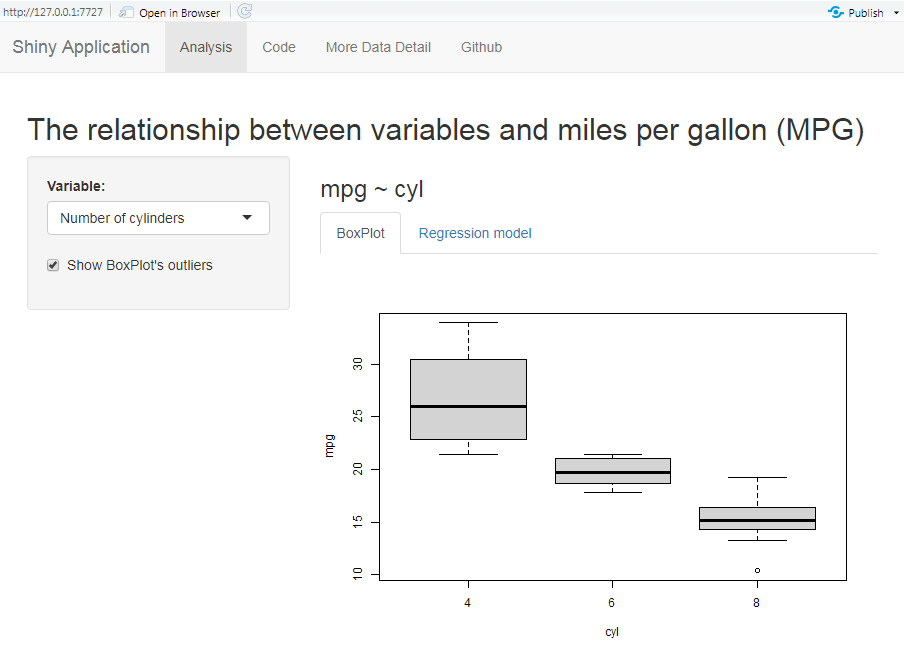 http://127.0.0.1:7727 Open in Browser Publish
Shiny Application Analysis Code More Data Detail Github
The relationship between variables and miles per gallon (MPG)
Variable:
Number of cylinders
Show BoxPlot's outliers
mpg ~ cyl
BoxPlot Regression model
mpg
30
25
20
15
10
4 6 8
cyl